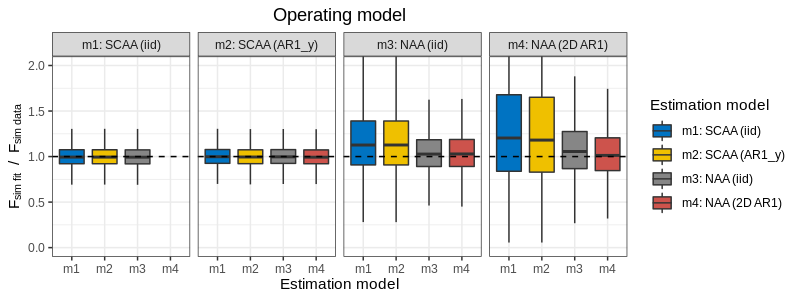 Operating model
m1: SCAA (iid)
m2: SCAA (AR1_y)
m3: NAA (iid)
m4: NAA (2D AR1)
F sim fit / F sim data
2.0
1.5
1.0
0.5
0.0
m1 m2 m3 m4
m1 m2 m3 m4
m1 m2 m3 m4
m1 m2 m3 m4
Estimation model
Estimation model
m1: SCAA (iid)
m2: SCAA (AR1_y)
m3: NAA (iid)
m4: NAA (2D AR1)